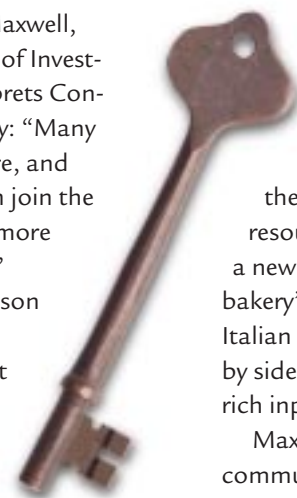 axwell,
of Invest-
prets Con-
y: “Many
re, and
n join the
more
”
son
t
the
resou
a new
bakery’
Italian
by side
rich inp
Max
commu